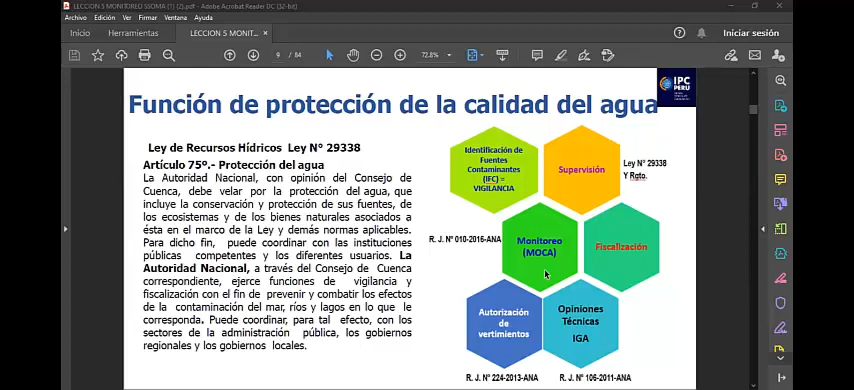 LECCION 5 MONITOREO SSOMA (1) (2).pdf - Adobe Acrobat Reader DC (32-bit)
Archivo Edición Ver Firmar Ventana Ayuda
Inicio Herramientas LECCION 5 MONIT... × Iniciar sesión
9 / 84 72.8%
IPC
PERU
Función de protección de la calidad del agua
Ley de Recursos Hídricos Ley N° 29338
Artículo 75º.- Protección del agua
La Autoridad Nacional, con opinión del Consejo de
Cuenca, debe velar por la protección del agua, que
incluye la conservación y protección de sus fuentes, de
los ecosistemas y de los bienes naturales asociados a
ésta en el marco de la Ley y demás normas aplicables.
Para dicho fin, puede coordinar con las instituciones
públicas competentes y los diferentes usuarios. La
Autoridad Nacional, a través del Consejo de Cuenca
correspondiente, ejerce funciones de vigilancia y
fiscalización con el fin de prevenir y combatir los efectos
de la contaminación del mar, ríos y lagos en lo que le
corresponda. Puede coordinar, para tal efecto, con los
sectores de la administración pública, los gobiernos
regionales y los gobiernos locales.
Identificación de
Fuentes
Contaminantes
(IFC) =
VIGILANCIA
Supervisión
Ley N° 29338
Y Rgto.
R. J. N° 010-2016-ANA
Monitoreo
(MOCA)
Fiscalización
Autorización
de
vertimientos
Opiniones
Técnicas
IGA
R. J. N° 224-2013-ANA
R. J. N° 106-2011-ANA